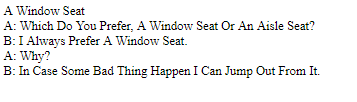 A Window Seat
A: Which Do You Prefer, A Window Seat Or An Aisle Seat?
B: I Always Prefer A Window Seat.
A: Why?
B: In Case Some Bad Thing Happen I Can Jump Out From It.